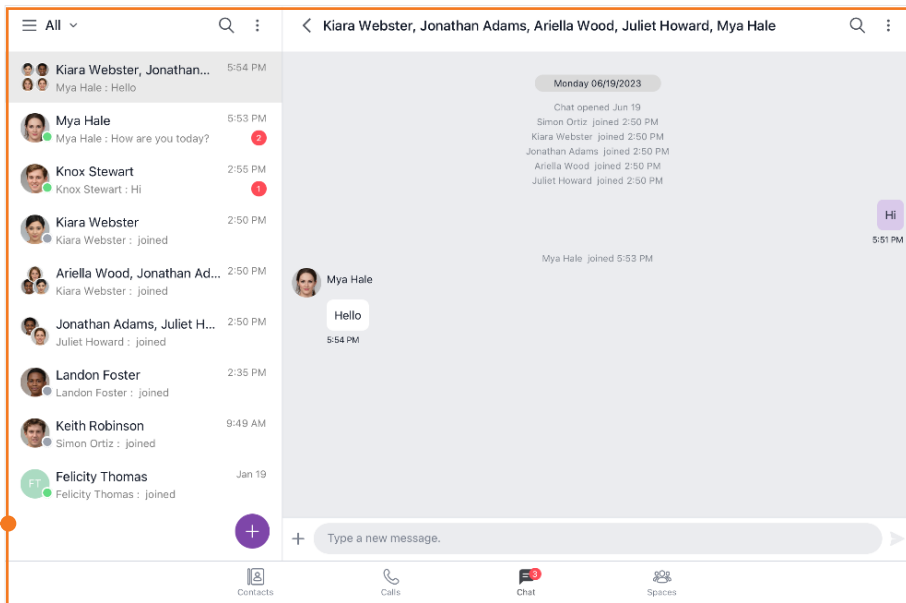 All
Kiara Webster, Jonathan Adams, Ariella Wood, Juliet Howard, Mya Hale
Kiara Webster, Jonathan... 5:54 PM
Mya Hale : Hello
Mya Hale 5:53 PM
Mya Hale : How are you today? 2
Knox Stewart 2:55 PM
Knox Stewart : Hi 1
Kiara Webster 2:50 PM
Kiara Webster : joined
Ariella Wood, Jonathan Ad... 2:50 PM
Kiara Webster : joined
Jonathan Adams, Juliet H... 2:50 PM
Juliet Howard : joined
Landon Foster 2:35 PM
Landon Foster : joined
Keith Robinson 9:49 AM
Simon Ortiz : joined
FT
Felicity Thomas Jan 19
Felicity Thomas : joined
Monday 06/19/2023
Chat opened Jun 19
Simon Ortiz joined 2:50 PM
Kiara Webster joined 2:50 PM
Jonathan Adams joined 2:50 PM
Ariella Wood joined 2:50 PM
Juliet Howard joined 2:50 PM
Hi
5:51 PM
Mya Hale joined 5:53 PM
Mya Hale
Hello
5:54 PM
Type a new message.
Contacts
Calls
3
Chat
Spaces